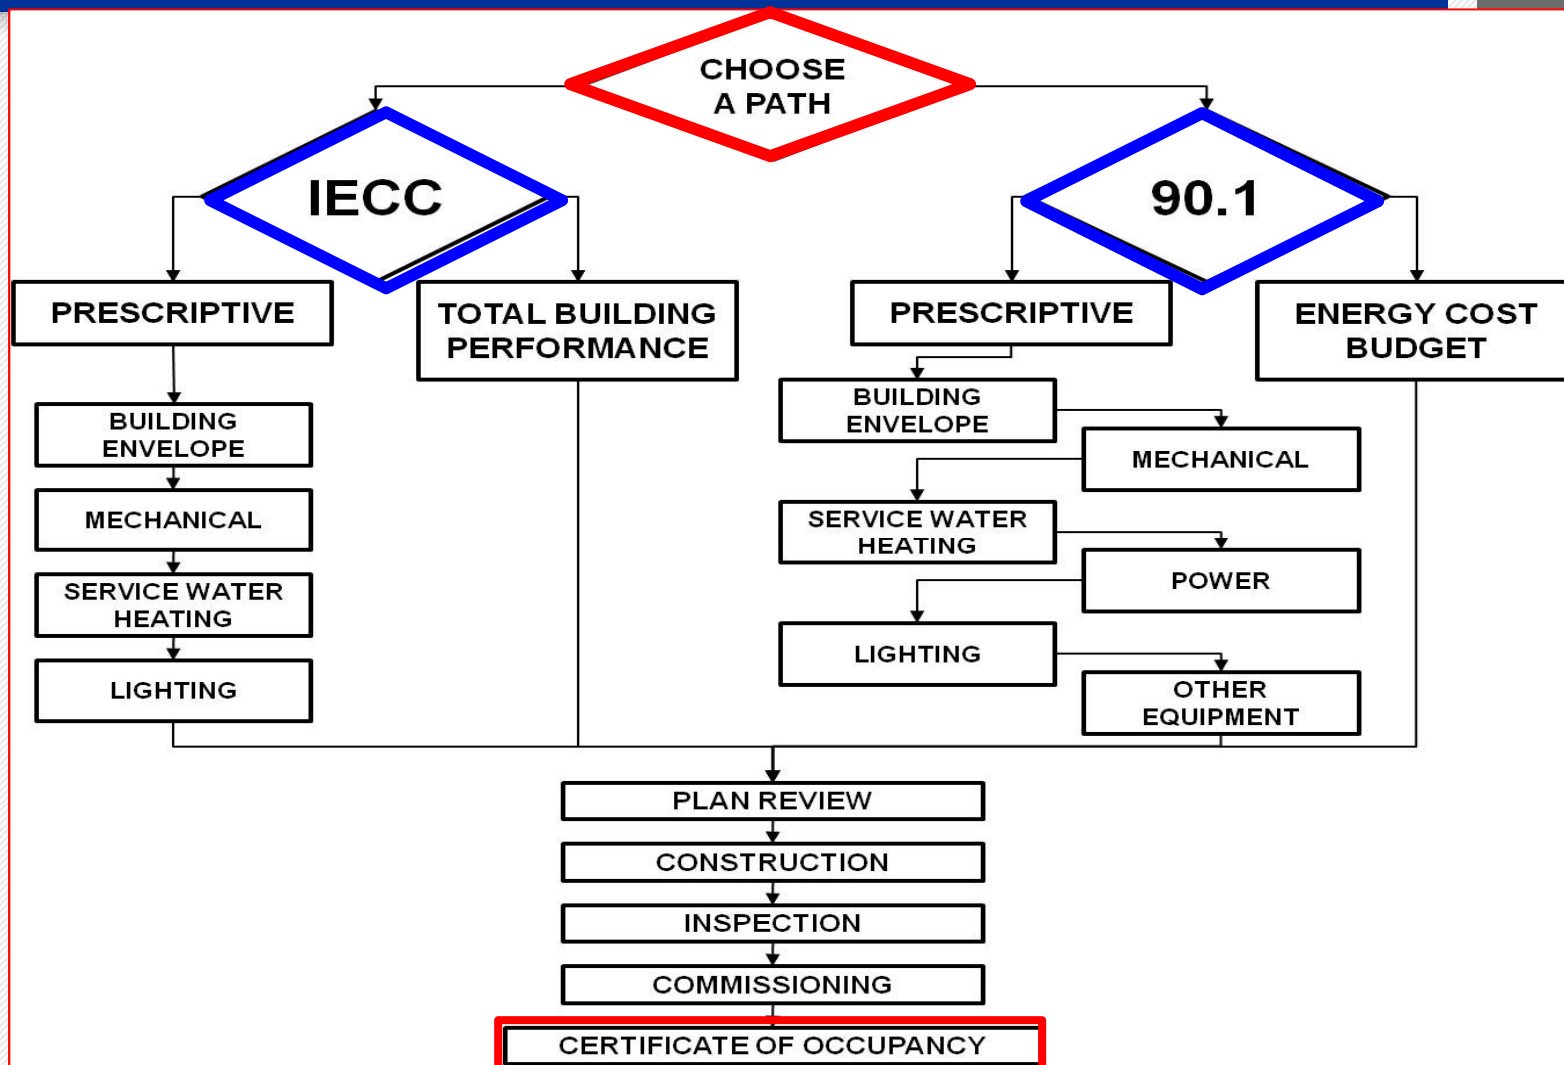 CHOOSE
A PATH
IECC
90.1
PRESCRIPTIVE
TOTAL BUILDING
PERFORMANCE
PRESCRIPTIVE
ENERGY COST
BUDGET
BUILDING
ENVELOPE
MECHANICAL
SERVICE WATER
HEATING
LIGHTING
BUILDING
ENVELOPE
MECHANICAL
SERVICE WATER
HEATING
POWER
LIGHTING
OTHER
EQUIPMENT
PLAN REVIEW
CONSTRUCTION
INSPECTION
COMMISSIONING
CERTIFICATE OF OCCUPANCY